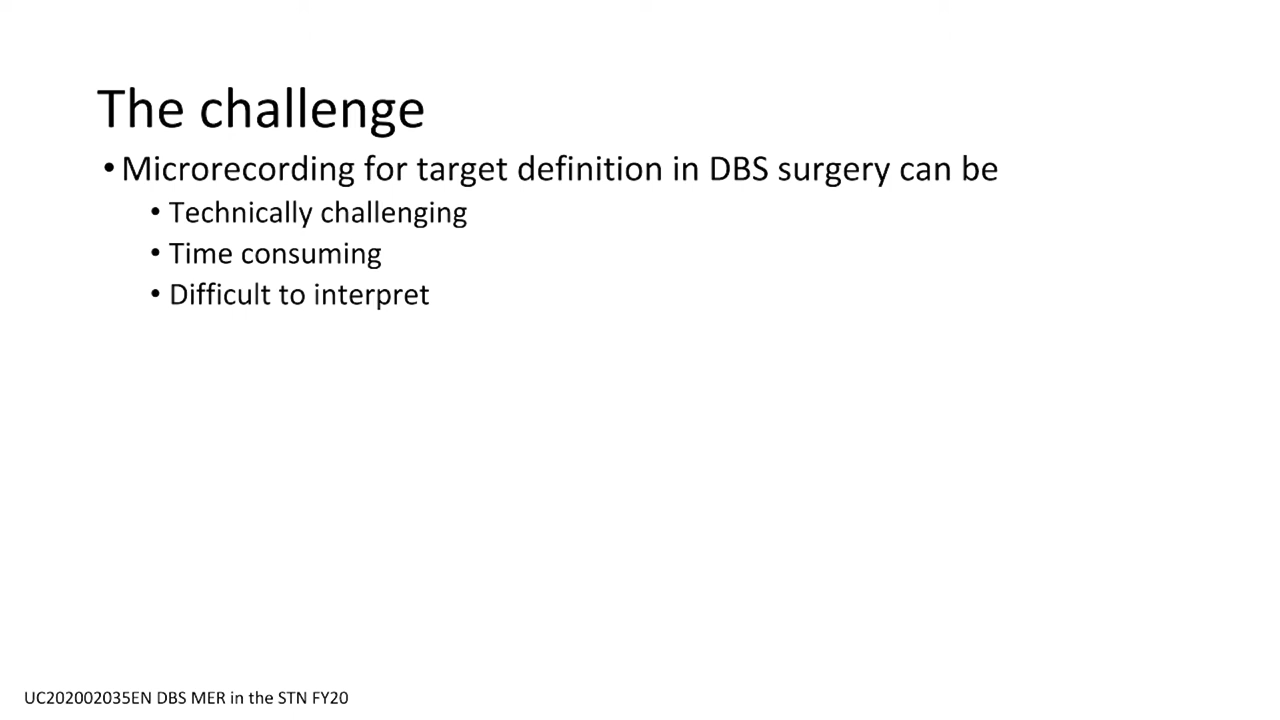 The challenge
• Microrecording for target definition in DBS surgery can be
• Technically challenging
• Time consuming
• Difficult to interpret
UC202002035EN DBS MER in the STN FY20